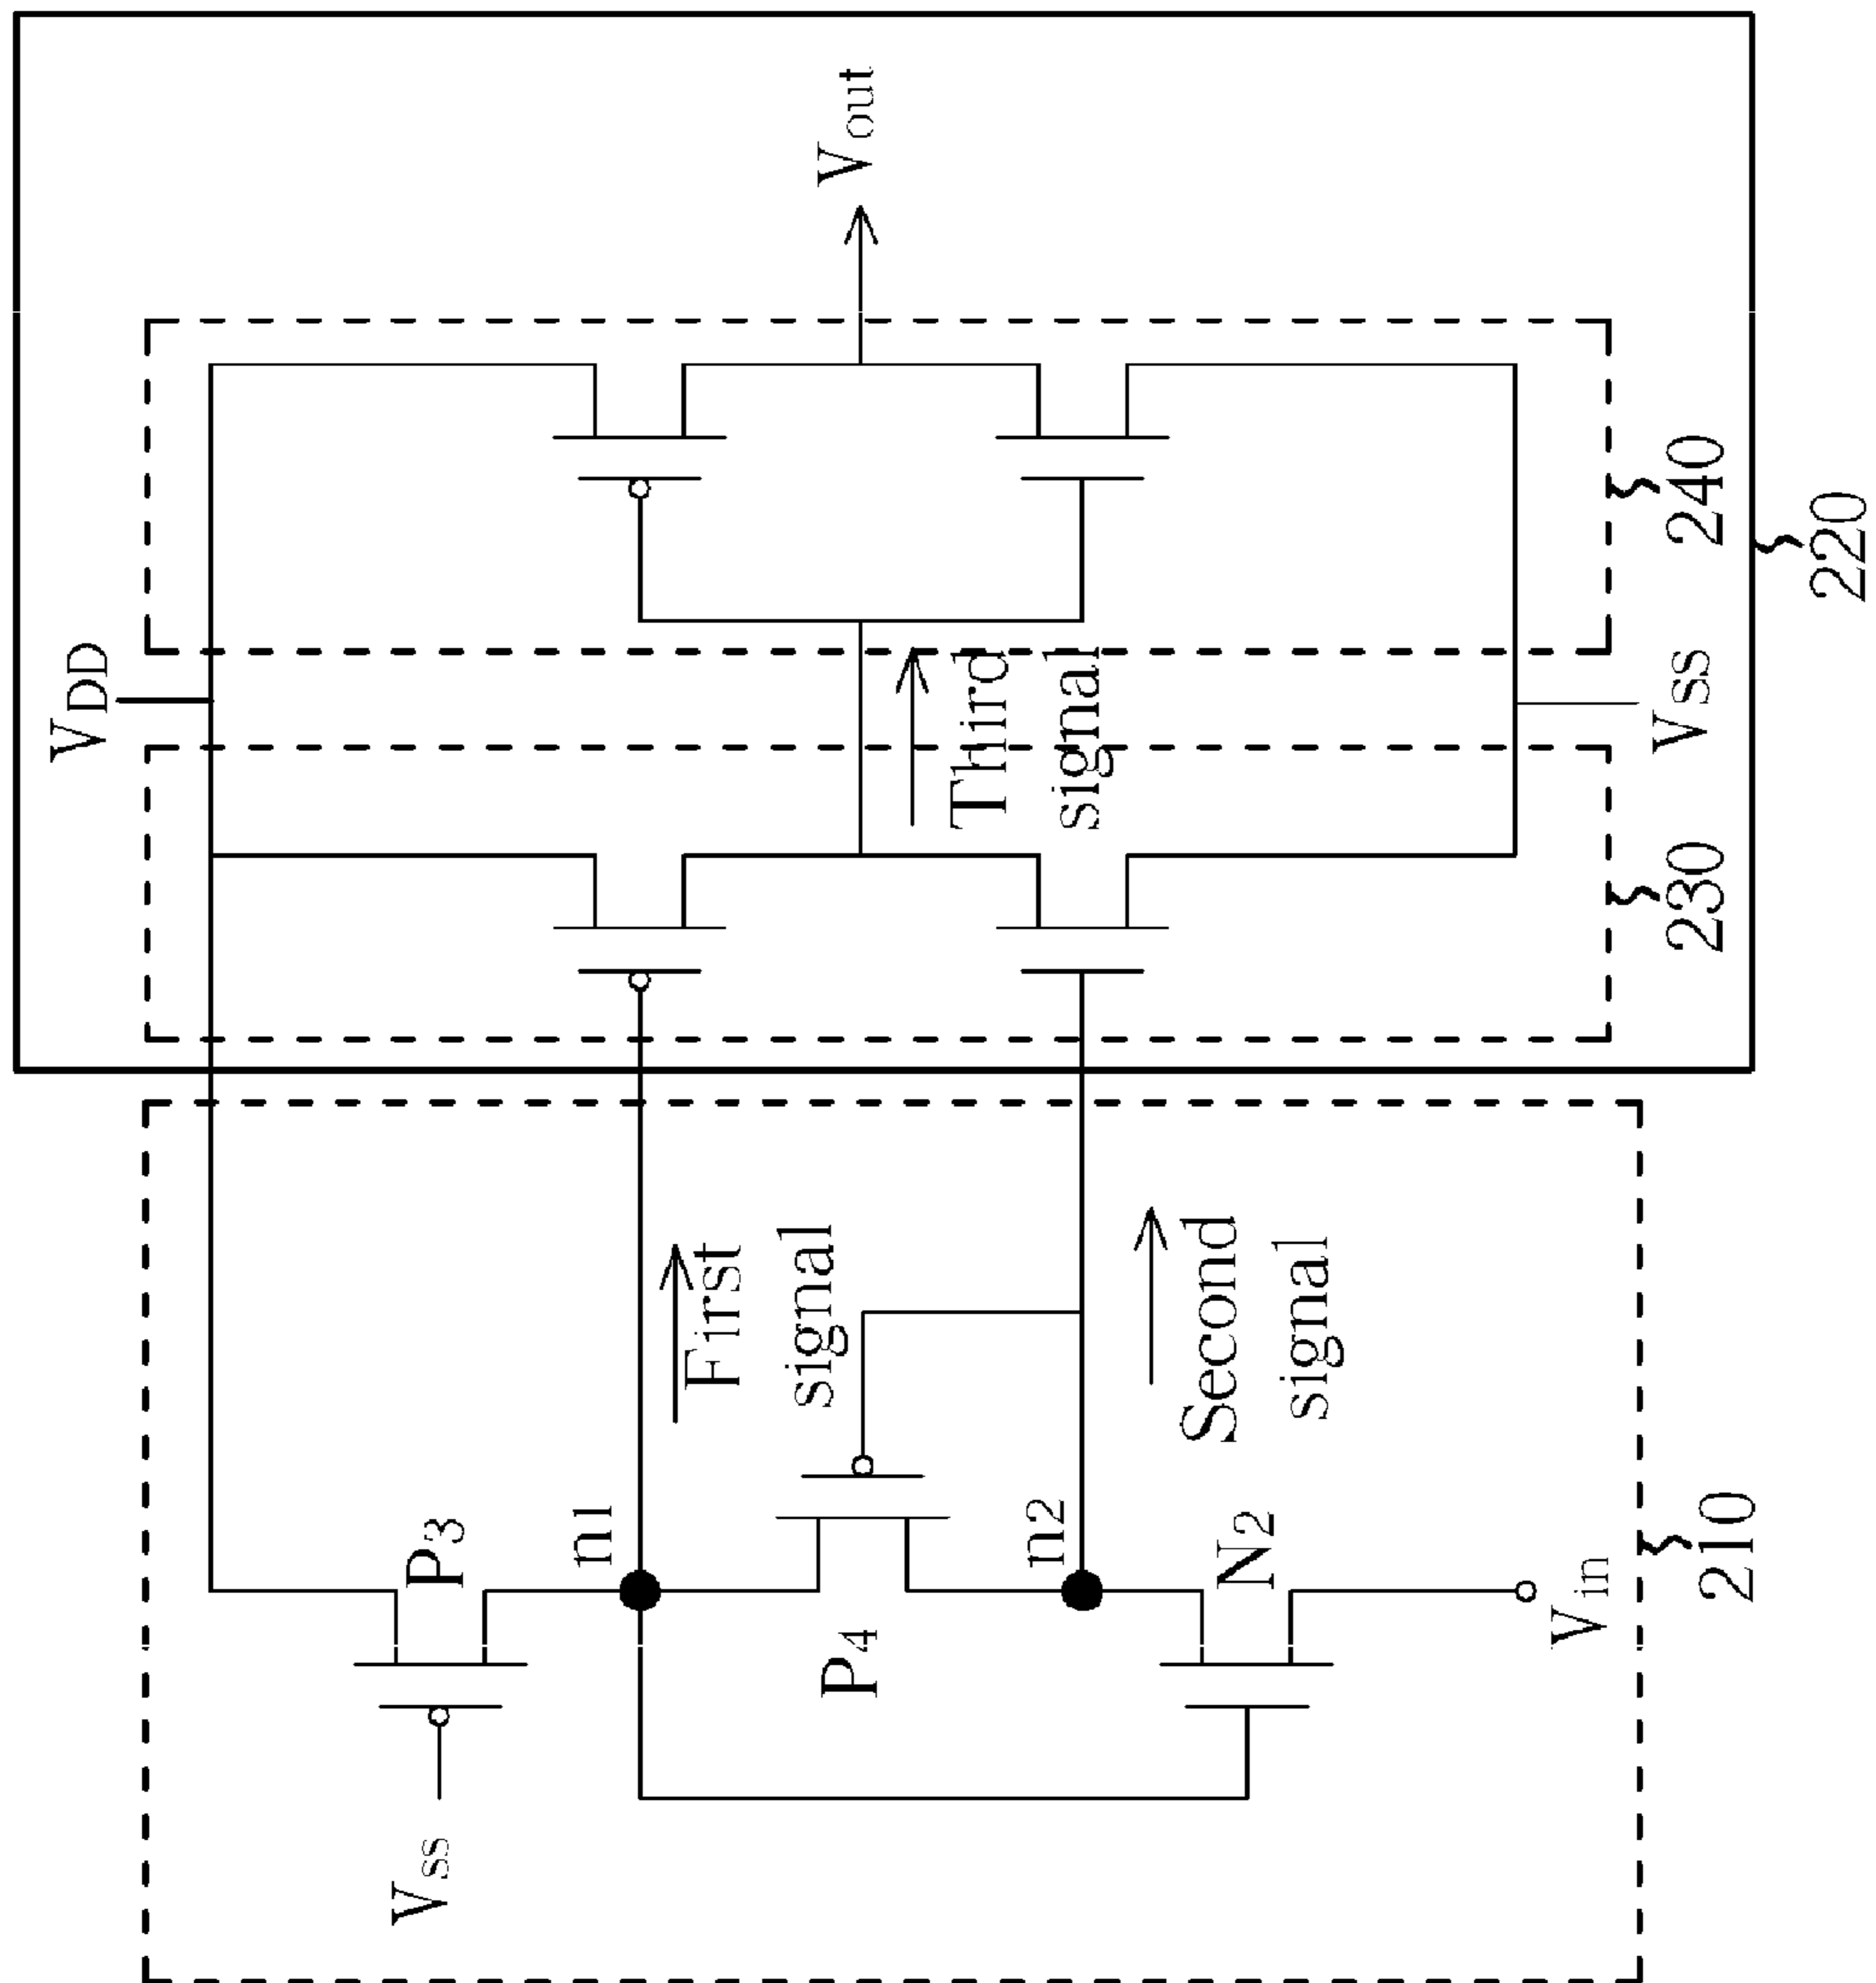 VDD
Vss
P3
n1
First
signal
P4
n2
Second
signal
N2
Vin
210
Third
signal
Vout
Vss
230
240
220